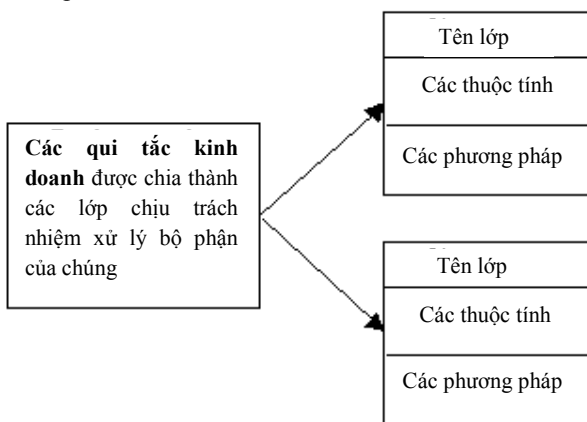 Các qui tắc kinh
doanh được chia thành
các lớp chịu trách
nhiệm xử lý bộ phận
của chúng
Tên lớp
Các thuộc tính
Các phương pháp
Tên lớp
Các thuộc tính
Các phương pháp